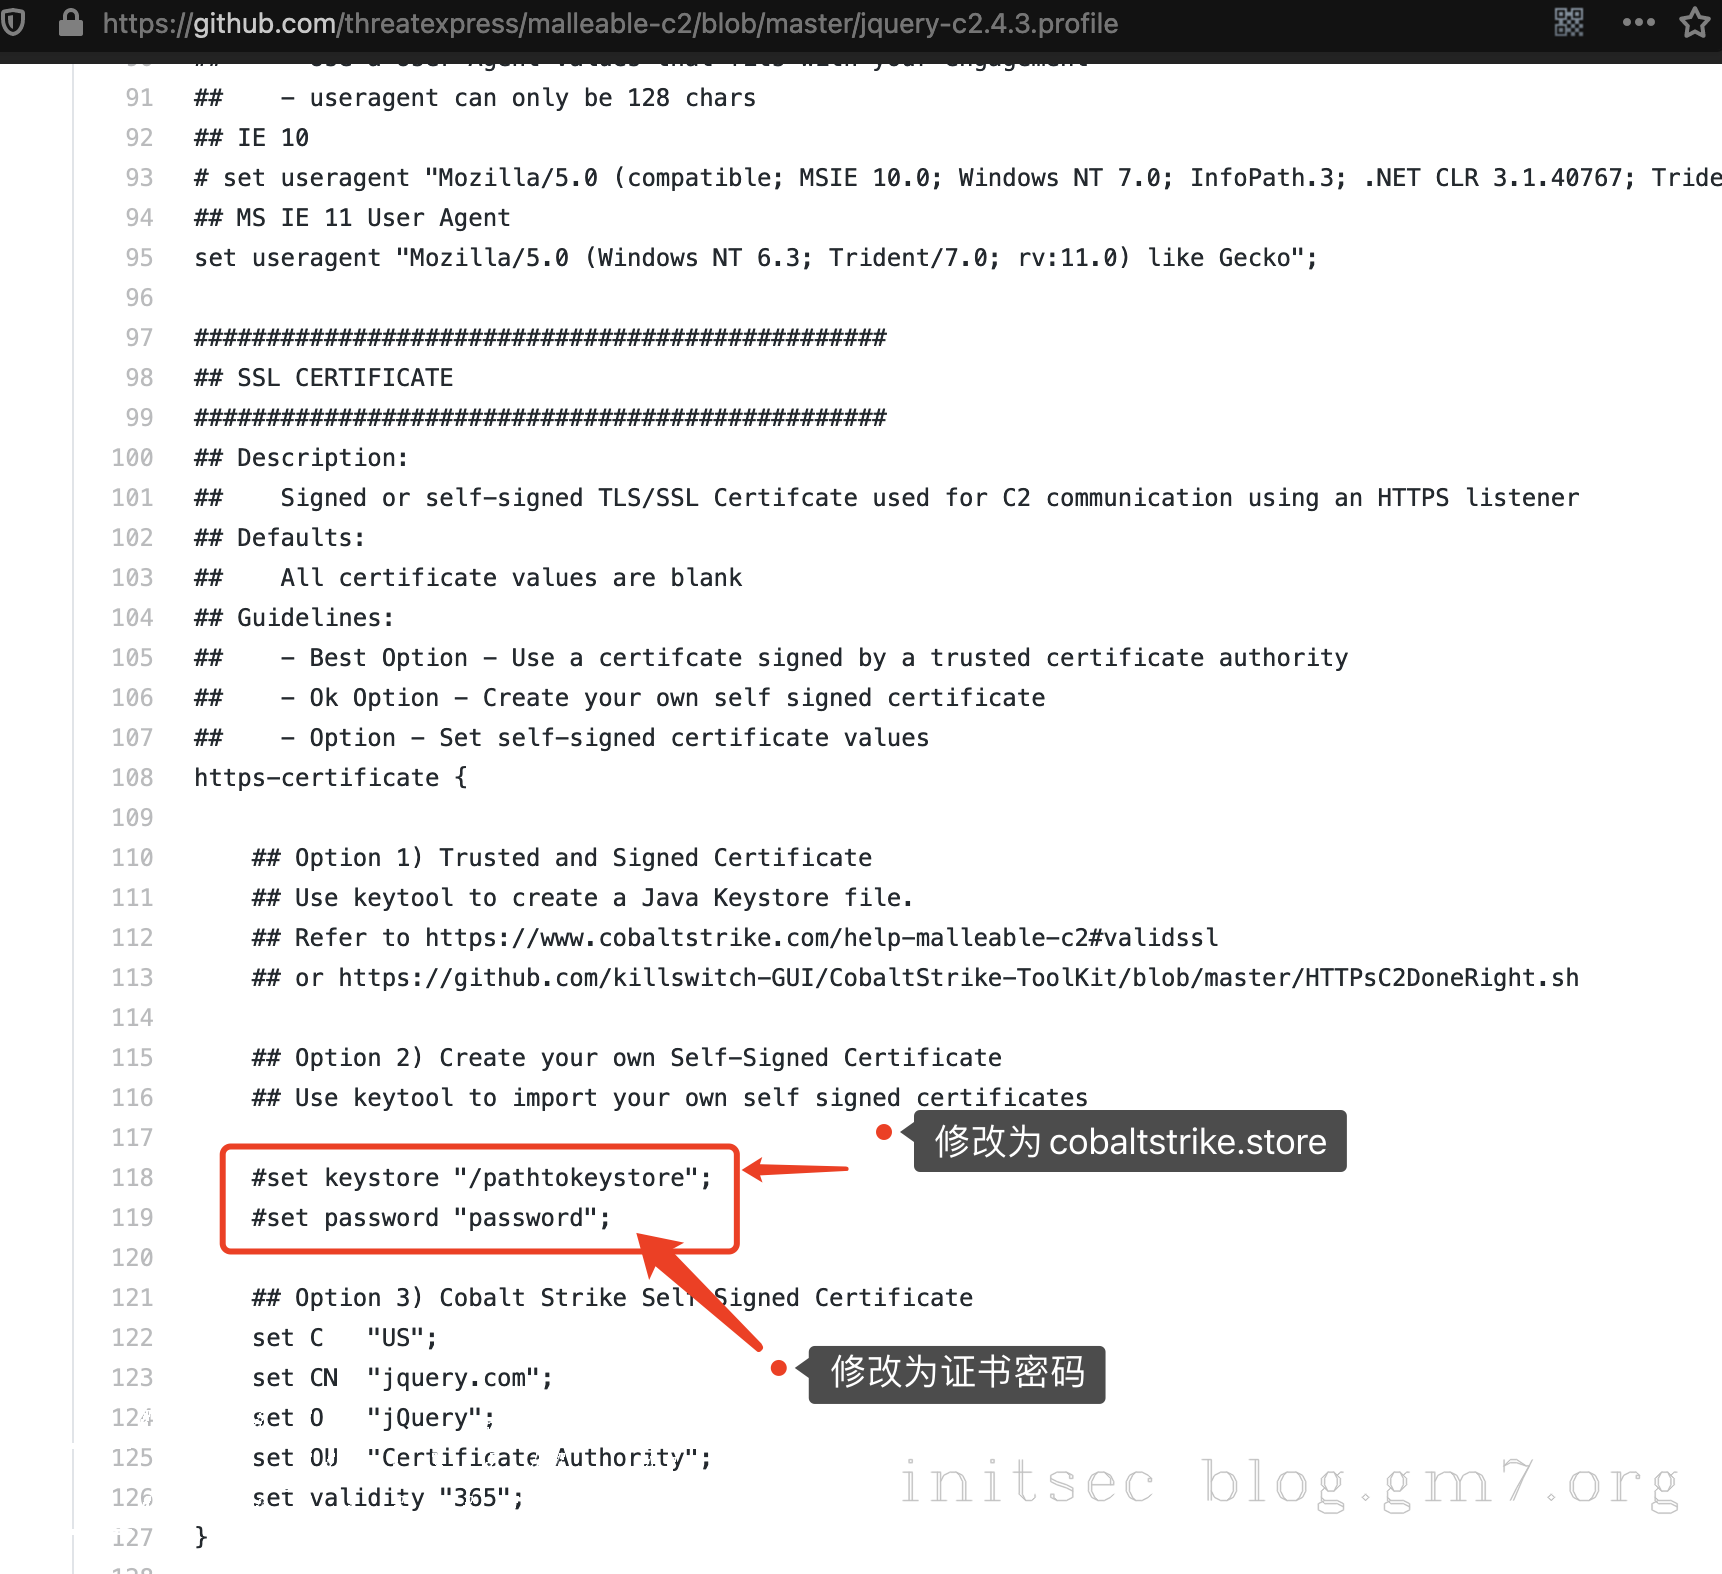 https://github.com/threatexpress/malleable-c2/blob/master/jquery-c2.4.3.profile
91 ##    - useragent can only be 128 chars
92 ## IE 10
93 # set useragent "Mozilla/5.0 (compatible; MSIE 10.0; Windows NT 7.0; InfoPath.3; .NET CLR 3.1.40767; Tride
94 ## MS IE 11 User Agent
95 set useragent "Mozilla/5.0 (Windows NT 6.3; Trident/7.0; rv:11.0) like Gecko";
96
97 ################################################
98 ## SSL CERTIFICATE
99 ################################################
100 ## Description:
101 ##    Signed or self-signed TLS/SSL Certifcate used for C2 communication using an HTTPS listener
102 ## Defaults:
103 ##    All certificate values are blank
104 ## Guidelines:
105 ##    - Best Option - Use a certifcate signed by a trusted certificate authority
106 ##    - Ok Option - Create your own self signed certificate
107 ##    - Option - Set self-signed certificate values
108 https-certificate {
109
110     ## Option 1) Trusted and Signed Certificate
111     ## Use keytool to create a Java Keystore file.
112     ## Refer to https://www.cobaltstrike.com/help-malleable-c2#validssl
113     ## or https://github.com/killswitch-GUI/CobaltStrike-ToolKit/blob/master/HTTPsC2DoneRight.sh
114
115     ## Option 2) Create your own Self-Signed Certificate
116     ## Use keytool to import your own self signed certificates
117
修改为 cobaltstrike.store
118     #set keystore "/pathtokeystore";
119     #set password "password";
120
121     ## Option 3) Cobalt Strike Self Signed Certificate
122     set C   "US";
123     set CN  "jquery.com";
修改为证书密码
124     set O   "jQuery";
125     set OU  "Certificate Authority";
126     set validity "365";
initsec blog.gm7.org
127 }